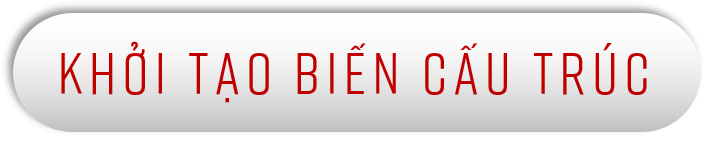 KHỞI TẠO BIẾN CẤU TRÚC